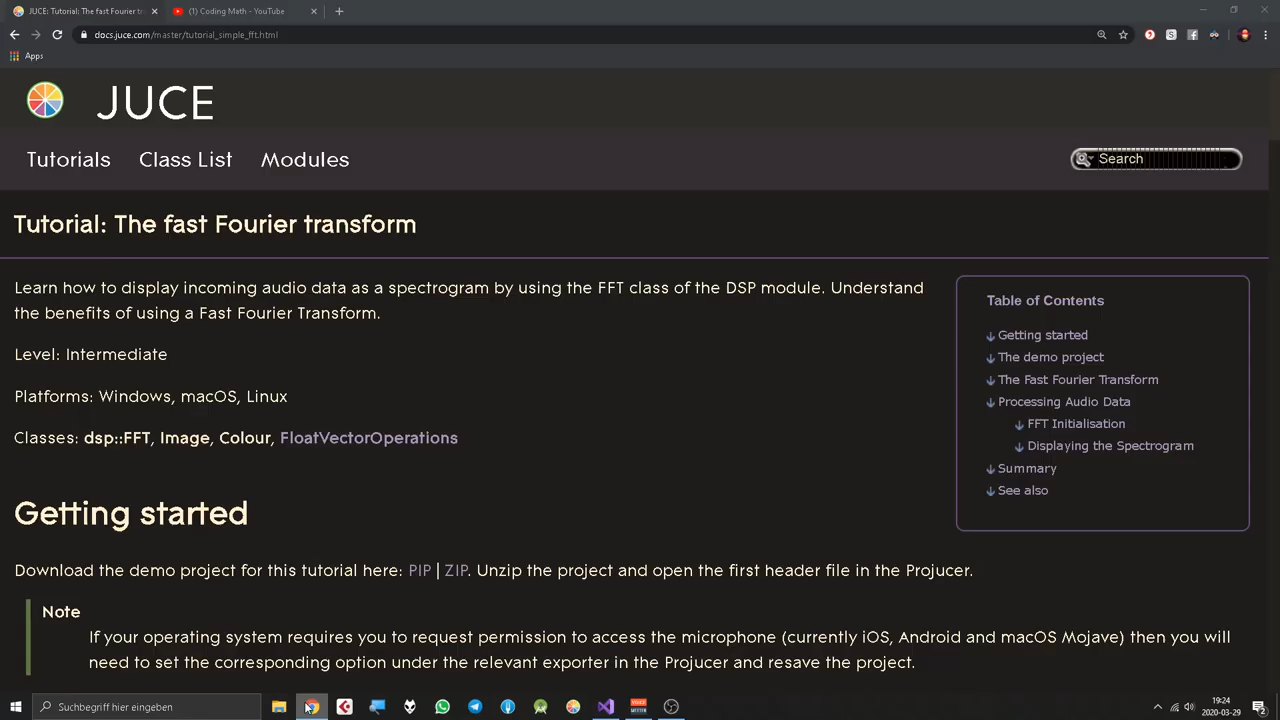 JUCE: Tutorial: The fast Fourier tr
(1) Coding Math - YouTube
docs.juce.com/master/tutorial_simple_fft.html
Apps
JUCE
Tutorials Class List Modules
Search
Tutorial: The fast Fourier transform
Learn how to display incoming audio data as a spectrogram by using the FFT class of the DSP module. Understand
the benefits of using a Fast Fourier Transform.
Level: Intermediate
Platforms: Windows, macOS, Linux
Classes: dsp::FFT, Image, Colour, FloatVectorOperations
Table of Contents
Getting started
The demo project
The Fast Fourier Transform
Processing Audio Data
FFT Initialisation
Displaying the Spectrogram
Summary
See also
Getting started
Download the demo project for this tutorial here: PIP | ZIP. Unzip the project and open the first header file in the Projucer.
Note
If your operating system requires you to request permission to access the microphone (currently iOS, Android and macOS Mojave) then you will
need to set the corresponding option under the relevant exporter in the Projucer and resave the project.
Suchbegriff hier eingeben
19:24
2020-03-29
2